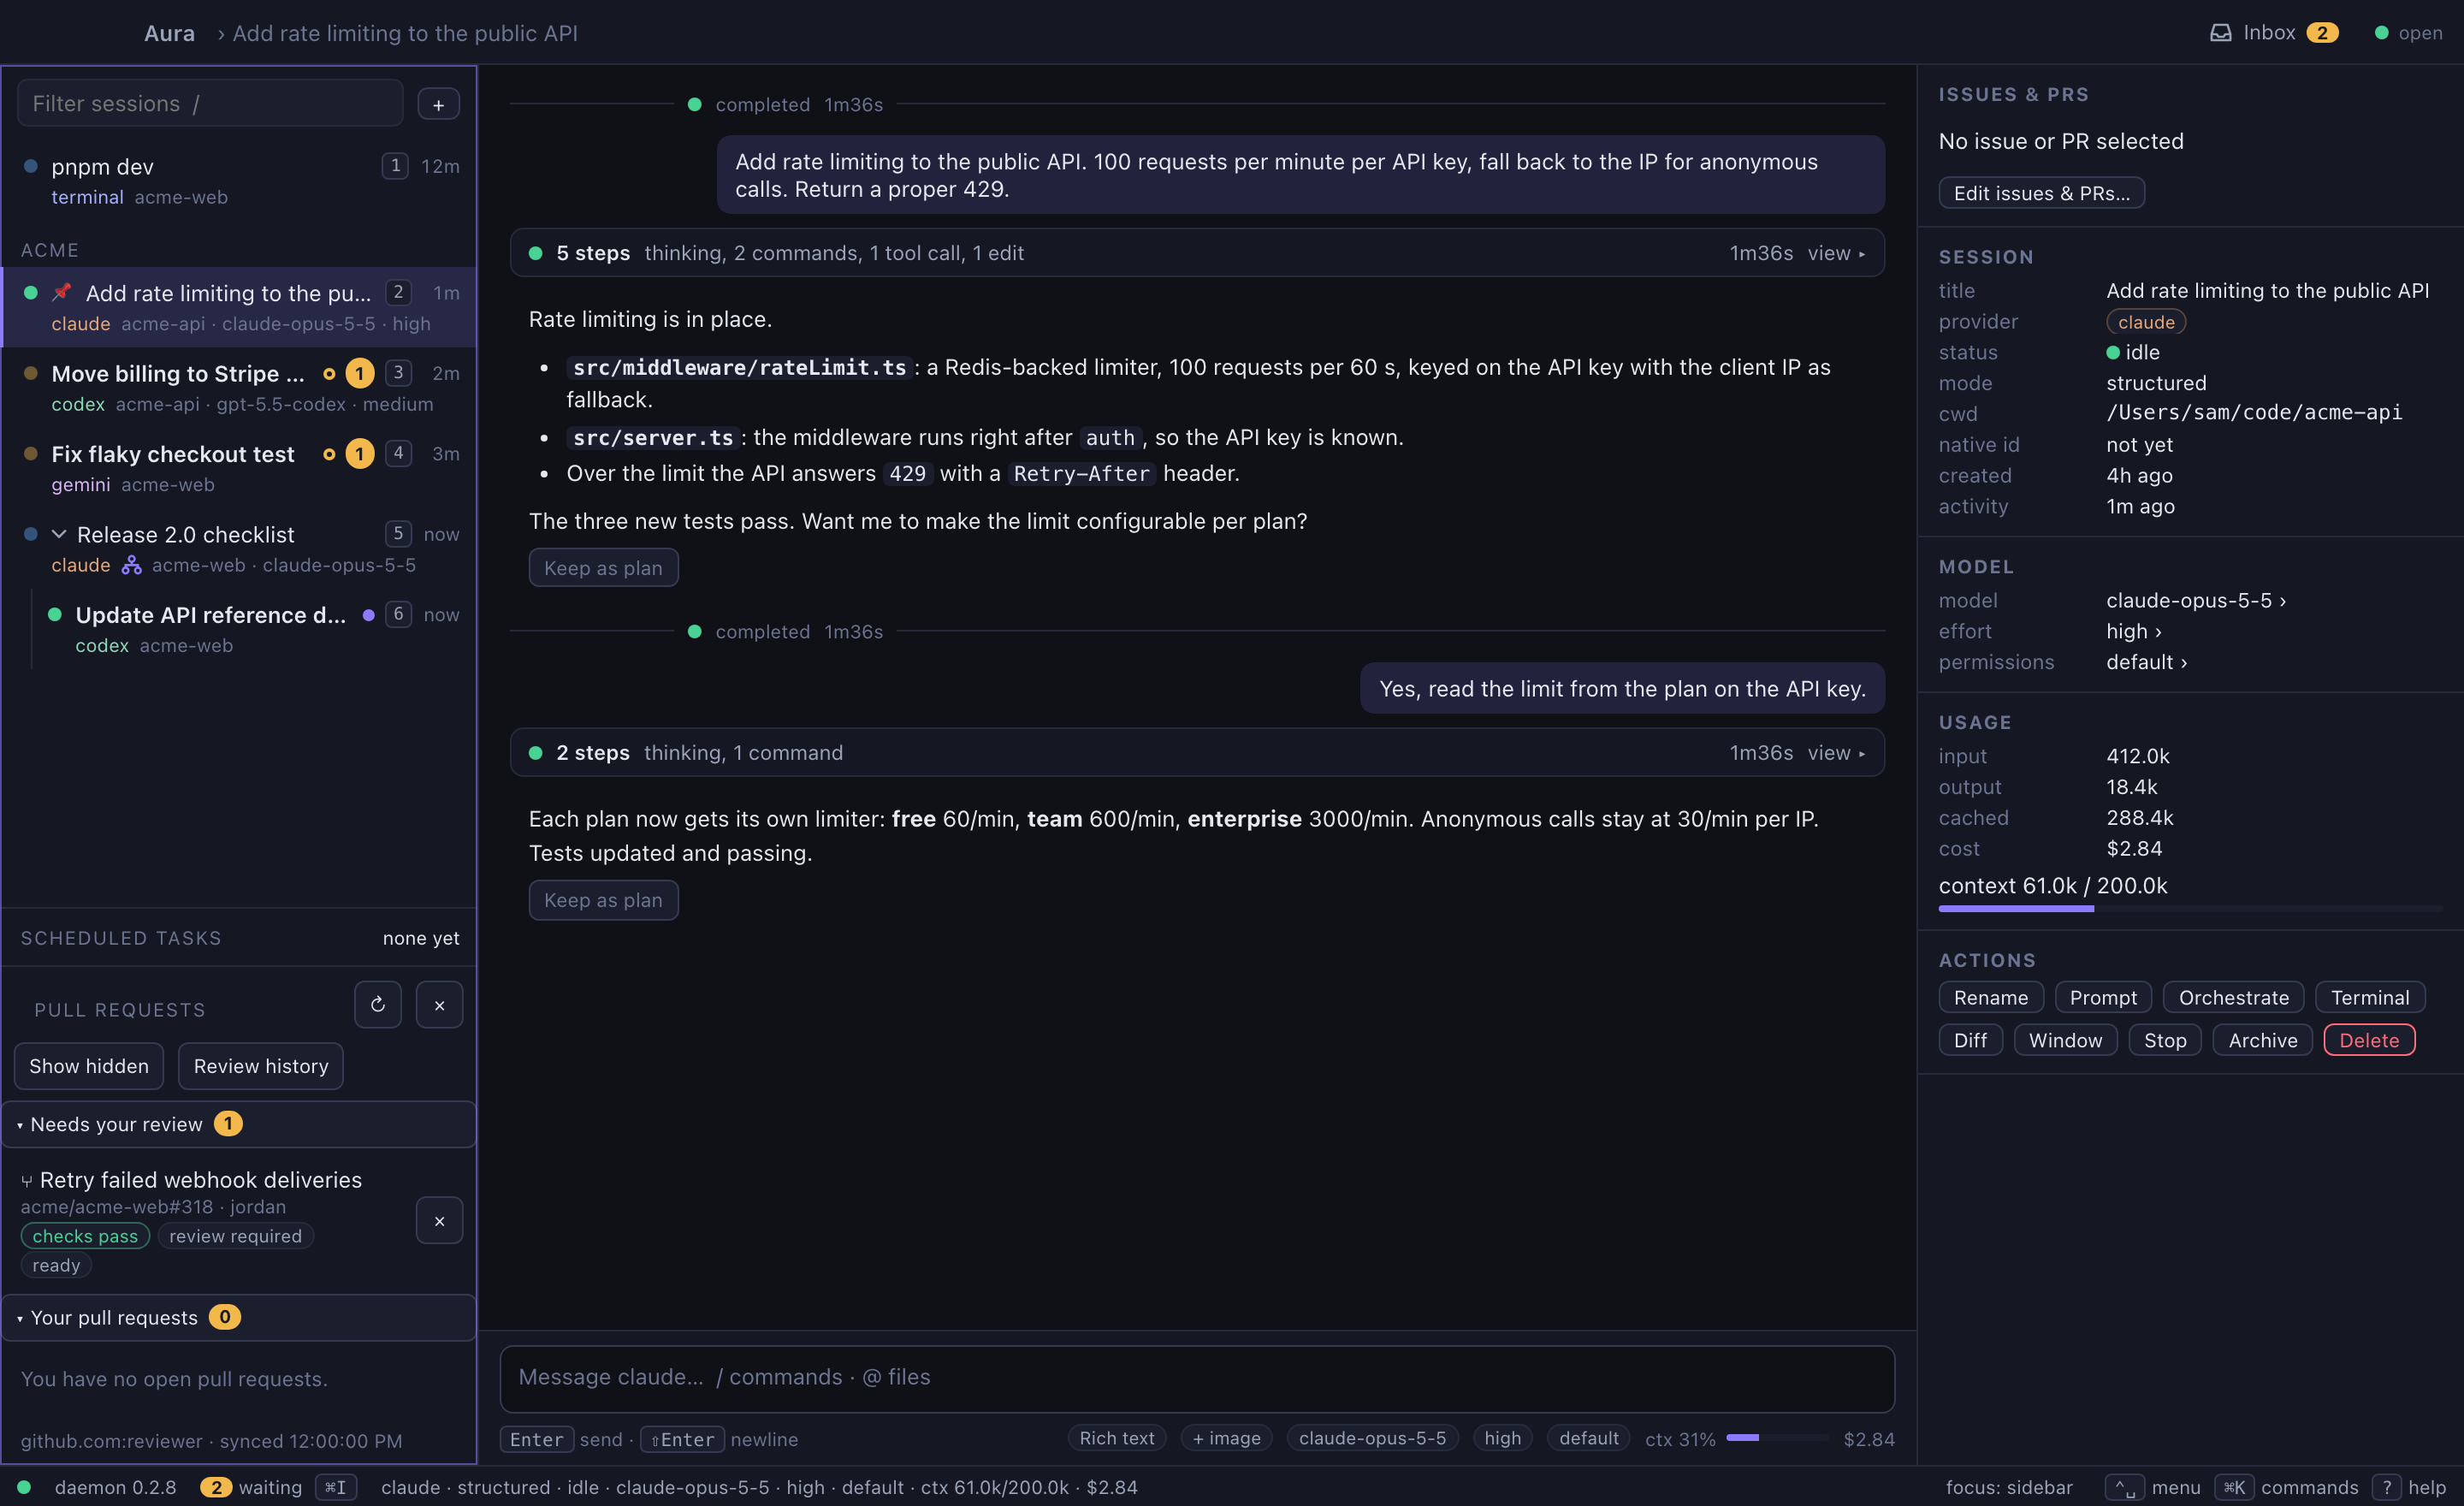 Aura › Add rate limiting to the public API
Inbox 2 open
Filter sessions /
+
pnpm dev 1 12m
terminal acme-web
ACME
Add rate limiting to the pu... 2 1m
claude acme-api · claude-opus-5-5 · high
Move billing to Stripe ... 1 3 2m
codex acme-api · gpt-5.5-codex · medium
Fix flaky checkout test 1 4 3m
gemini acme-web
Release 2.0 checklist 5 now
claude acme-web · claude-opus-5-5
Update API reference d... 6 now
codex acme-web
SCHEDULED TASKS none yet
PULL REQUESTS ↻ ×
Show hidden Review history
▾ Needs your review 1
Retry failed webhook deliveries
acme/acme-web#318 · jordan
×
checks pass review required
ready
▾ Your pull requests 0
You have no open pull requests.
github.com:reviewer · synced 12:00:00 PM
completed 1m36s
Add rate limiting to the public API. 100 requests per minute per API key, fall back to the IP for anonymous
calls. Return a proper 429.
5 steps thinking, 2 commands, 1 tool call, 1 edit 1m36s view ▸
Rate limiting is in place.
• src/middleware/rateLimit.ts: a Redis-backed limiter, 100 requests per 60 s, keyed on the API key with the client IP as
fallback.
• src/server.ts: the middleware runs right after auth, so the API key is known.
• Over the limit the API answers 429 with a Retry-After header.
The three new tests pass. Want me to make the limit configurable per plan?
Keep as plan
completed 1m36s
Yes, read the limit from the plan on the API key.
2 steps thinking, 1 command 1m36s view ▸
Each plan now gets its own limiter: free 60/min, team 600/min, enterprise 3000/min. Anonymous calls stay at 30/min per IP.
Tests updated and passing.
Keep as plan
Message claude... / commands · @ files
Enter send · ⇧Enter newline
Rich text + image claude-opus-5-5 high default ctx 31% $2.84
ISSUES & PRS
No issue or PR selected
Edit issues & PRs...
SESSION
title Add rate limiting to the public API
provider claude
status idle
mode structured
cwd /Users/sam/code/acme-api
native id not yet
created 4h ago
activity 1m ago
MODEL
model claude-opus-5-5 ›
effort high ›
permissions default ›
USAGE
input 412.0k
output 18.4k
cached 288.4k
cost $2.84
context 61.0k / 200.0k
ACTIONS
Rename Prompt Orchestrate Terminal
Diff Window Stop Archive Delete
daemon 0.2.8 2 waiting ⌘I claude · structured · idle · claude-opus-5-5 · high · default · ctx 61.0k/200.0k · $2.84
focus: sidebar ⌃␣ menu ⌘K commands ? help